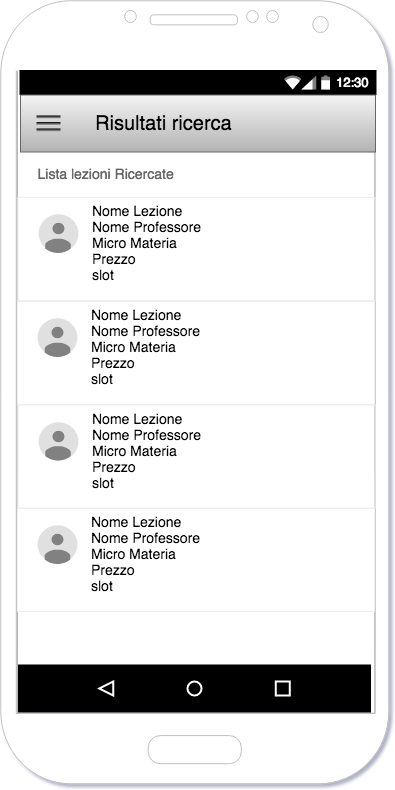 12:30
Risultati ricerca
Lista lezioni Ricercate
Nome Lezione
Nome Professore
Micro Materia
Prezzo
slot
Nome Lezione
Nome Professore
Micro Materia
Prezzo
slot
Nome Lezione
Nome Professore
Micro Materia
Prezzo
slot
Nome Lezione
Nome Professore
Micro Materia
Prezzo
slot